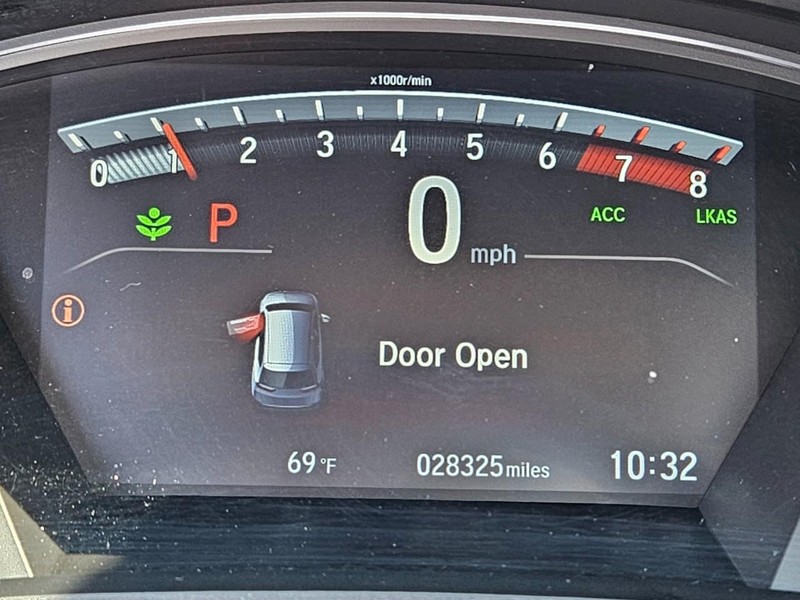 x1000r/min
0 1 2 3 4 5 6 7 8
P 0 mph ACC LKAS
i
Door Open
69 °F 028325 miles 10:32